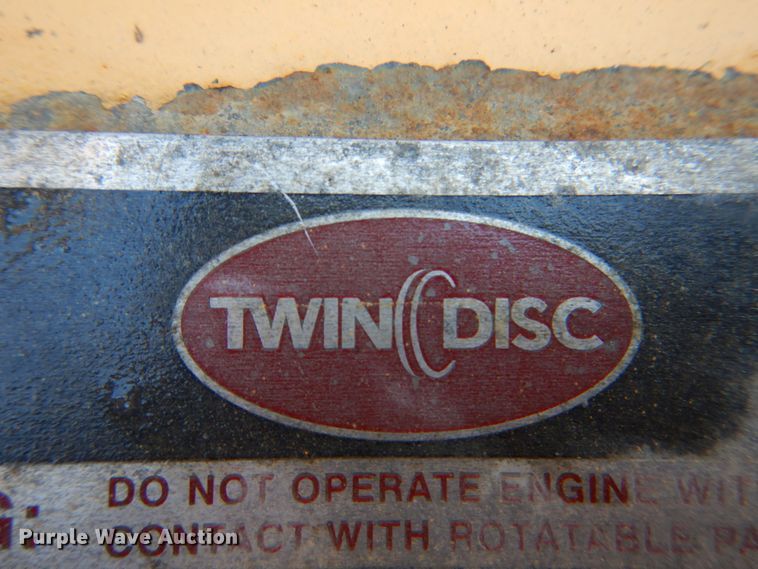 TWIN DISC
DO NOT OPERATE ENGINE
G:
CONTACT WITH ROTATABLE
Purple Wave Auction